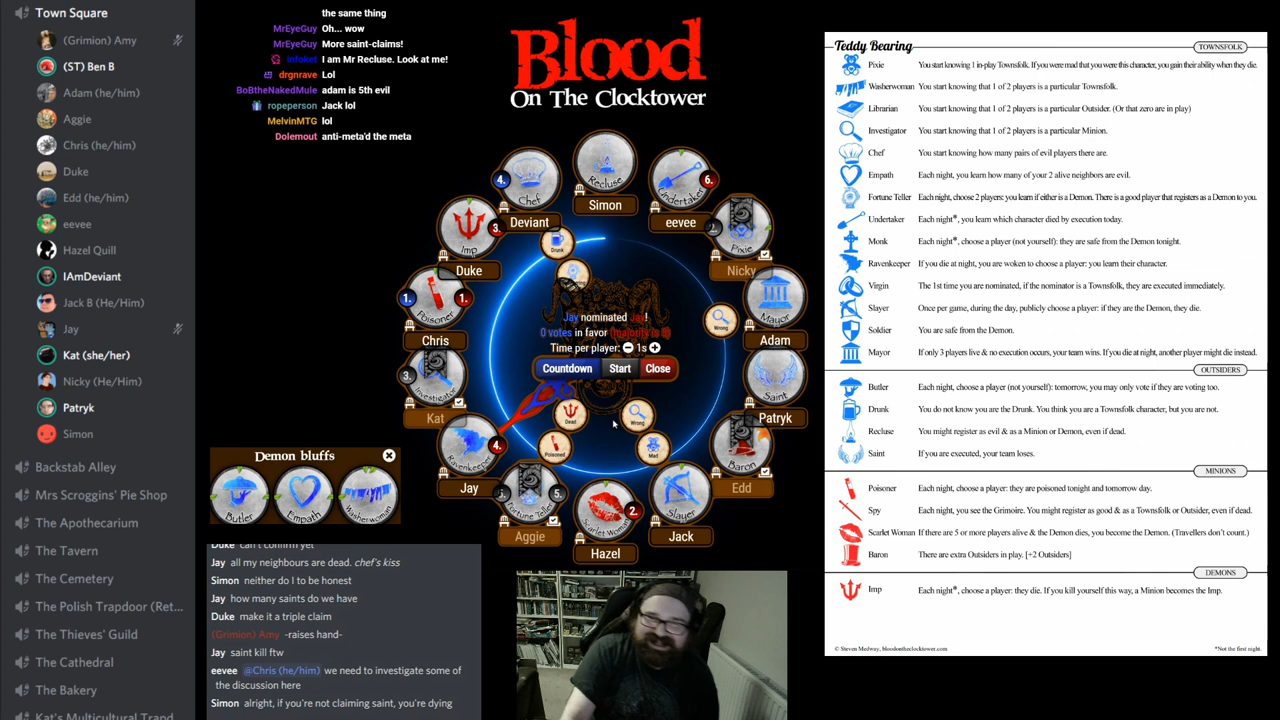 Town Square
(Grimion) Amy
(ST) Ben B
Adam (he/him)
Aggie
Chris (he/him)
Duke
Edd (he/him)
eevee
Hazel Quill
IAmDeviant
Jack B (He/Him)
Jay
Kat (she/her)
Nicky (He/Him)
Patryk
Simon
Backstab Alley
Mrs Scroggins' Pie Shop
The Apothecarium
The Tavern
The Cemetery
The Polish Trapdoor (Ret...
The Thieves' Guild
The Cathedral
The Bakery
Kat's Multicultural Trand
the same thing
MrEyeGuy Oh... wow
MrEyeGuy More saint-claims!
infoket I am Mr Recluse. Look at me!
drgnrave Lol
BoBtheNakedMule adam is 5th evil
ropeperson Jack lol
MelvinMTG lol
Dolemout anti-meta'd the meta
Blood
On The Clocktower
Recluse
Simon
Undertaker
6.
eevee
Pixie
Nicky
Mayor
Adam
Saint
Patryk
Baron
Edd
Slayer
Jack
Scarlet Woman
2.
Hazel
Fortune Teller
5.
Aggie
Ravenkeeper
4.
Jay
Investigator
3.
Kat
Poisoner
1.
1.
Chris
Imp
3.
Duke
Chef
4.
Deviant
Drunk
Wrong
Dead
Wrong
Poisoned
Mad
Jay nominated Jay!
0 votes in favor
Time per player: 1s
Countdown Start Close
Demon bluffs
Butler
Empath
Washerwoman
Duke can't confirm yet
Jay all my neighbours are dead. chef's kiss
Simon neither do I to be honest
Jay how many saints do we have
Duke make it a triple claim
(Grimion) Amy -raises hand-
Jay saint kill ftw
eevee @Chris (he/him) we need to investigate some of
the discussion here
Simon alright, if you're not claiming saint, you're dying
Teddy Bearing
TOWNSFOLK
Pixie You start knowing 1 in-play Townsfolk. If you were mad that you were this character, you gain their ability when they die.
Washerwoman You start knowing that 1 of 2 players is a particular Townsfolk.
Librarian You start knowing that 1 of 2 players is a particular Outsider. (Or that zero are in play)
Investigator You start knowing that 1 of 2 players is a particular Minion.
Chef You start knowing how many pairs of evil players there are.
Empath Each night, you learn how many of your 2 alive neighbors are evil.
Fortune Teller Each night, choose 2 players: you learn if either is a Demon. There is a good player that registers as a Demon to you.
Undertaker Each night*, you learn which character died by execution today.
Monk Each night*, choose a player (not yourself): they are safe from the Demon tonight.
Ravenkeeper If you die at night, you are woken to choose a player: you learn their character.
Virgin The 1st time you are nominated, if the nominator is a Townsfolk, they are executed immediately.
Slayer Once per game, during the day, publicly choose a player: if they are the Demon, they die.
Soldier You are safe from the Demon.
Mayor If only 3 players live & no execution occurs, your team wins. If you die at night, another player might die instead.
OUTSIDERS
Butler Each night, choose a player (not yourself): tomorrow, you may only vote if they are voting too.
Drunk You do not know you are the Drunk. You think you are a Townsfolk character, but you are not.
Recluse You might register as evil & as a Minion or Demon, even if dead.
Saint If you are executed, your team loses.
MINIONS
Poisoner Each night, choose a player: they are poisoned tonight and tomorrow day.
Spy Each night, you see the Grimoire. You might register as good & as a Townsfolk or Outsider, even if dead.
Scarlet Woman If there are 5 or more players alive & the Demon dies, you become the Demon. (Travellers don't count.)
Baron There are extra Outsiders in play. [+2 Outsiders]
DEMONS
Imp Each night*, choose a player: they die. If you kill yourself this way, a Minion becomes the Imp.
© Steven Medway, bloodontheclocktower.com
*Not the first night.